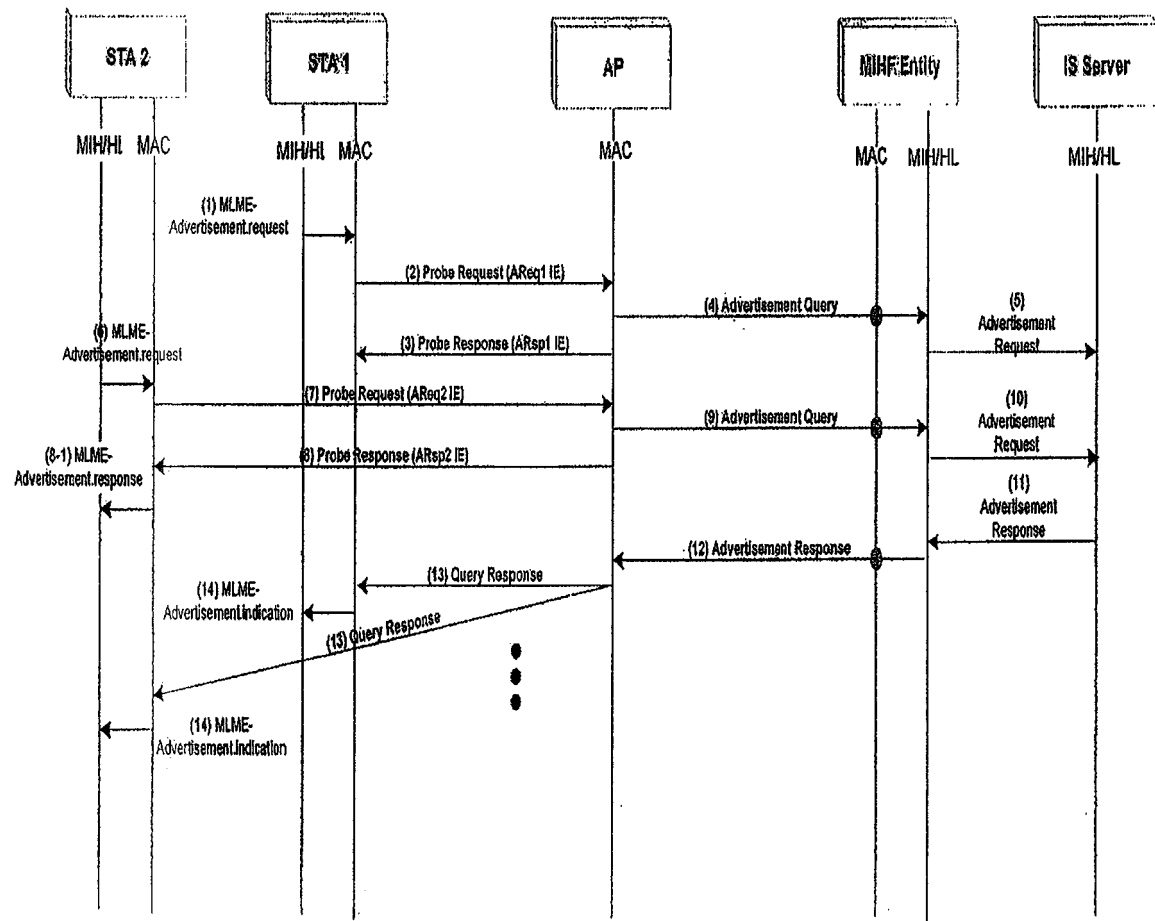 STA 2
STA 1
AP
MIHF Entity
IS Server
MIH/HL MAC
MIH/HL MAC
MAC
MAC MIH/HL
MIH/HL
(1) MLME-
Advertisement.request
(2) Probe Request (AReq1 IE)
(4) Advertisement Query
(5)
Advertisement
Request
(3) Probe Response (ARsp1 IE)
(6) MLME-
Advertisement.request
(7) Probe Request (AReq2 IE)
(9) Advertisement Query
(10)
Advertisement
Request
(8) Probe Response (ARsp2 IE)
(8-1) MLME-
Advertisement.response
(11)
Advertisement
Response
(12) Advertisement Response
(13) Query Response
(14) MLME-
Advertisement.indication
(13) Query Response
(14) MLME-
Advertisement.indication